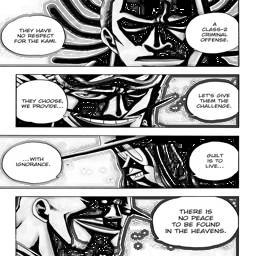 THEY HAVE
NO RESPECT
FOR THE KAMI.
A
CLASS-2
CRIMINAL
OFFENSE.
THEY CHOOSE,
WE PROVIDE...
LET'S GIVE
THEM THE
CHALLENGE.
...WITH
IGNORANCE.
GUILT
IS TO
LIVE...
THERE IS
NO PEACE
TO BE FOUND
IN THE HEAVENS.